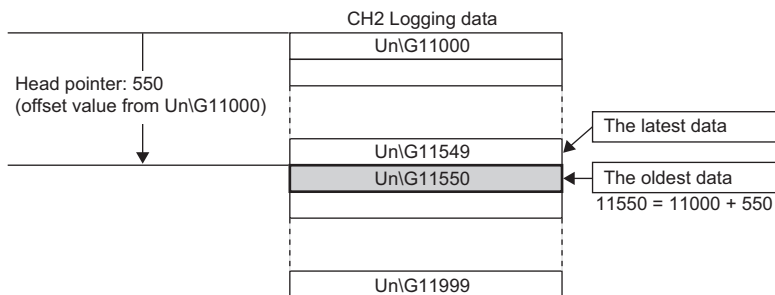 CH2 Logging data
Un\G11000
Head pointer: 550
(offset value from Un\G11000)
The latest data
Un\G11549
Un\G11550
The oldest data
11550 = 11000 + 550
Un\G11999